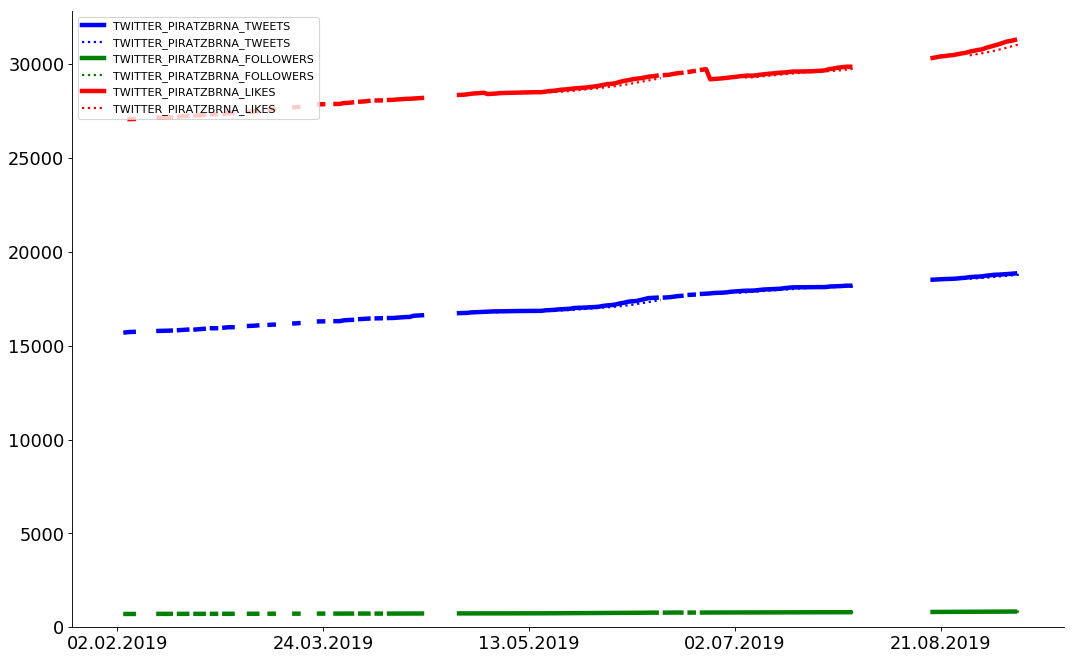 TWITTER_PIRATZBRNA_TWEETS
TWITTER_PIRATZBRNA_TWEETS
TWITTER_PIRATZBRNA_FOLLOWERS
TWITTER_PIRATZBRNA_FOLLOWERS
TWITTER_PIRATZBRNA_LIKES
TWITTER_PIRATZBRNA_LIKES
30000
25000
20000
15000
10000
5000
0
02.02.2019
24.03.2019
13.05.2019
02.07.2019
21.08.2019